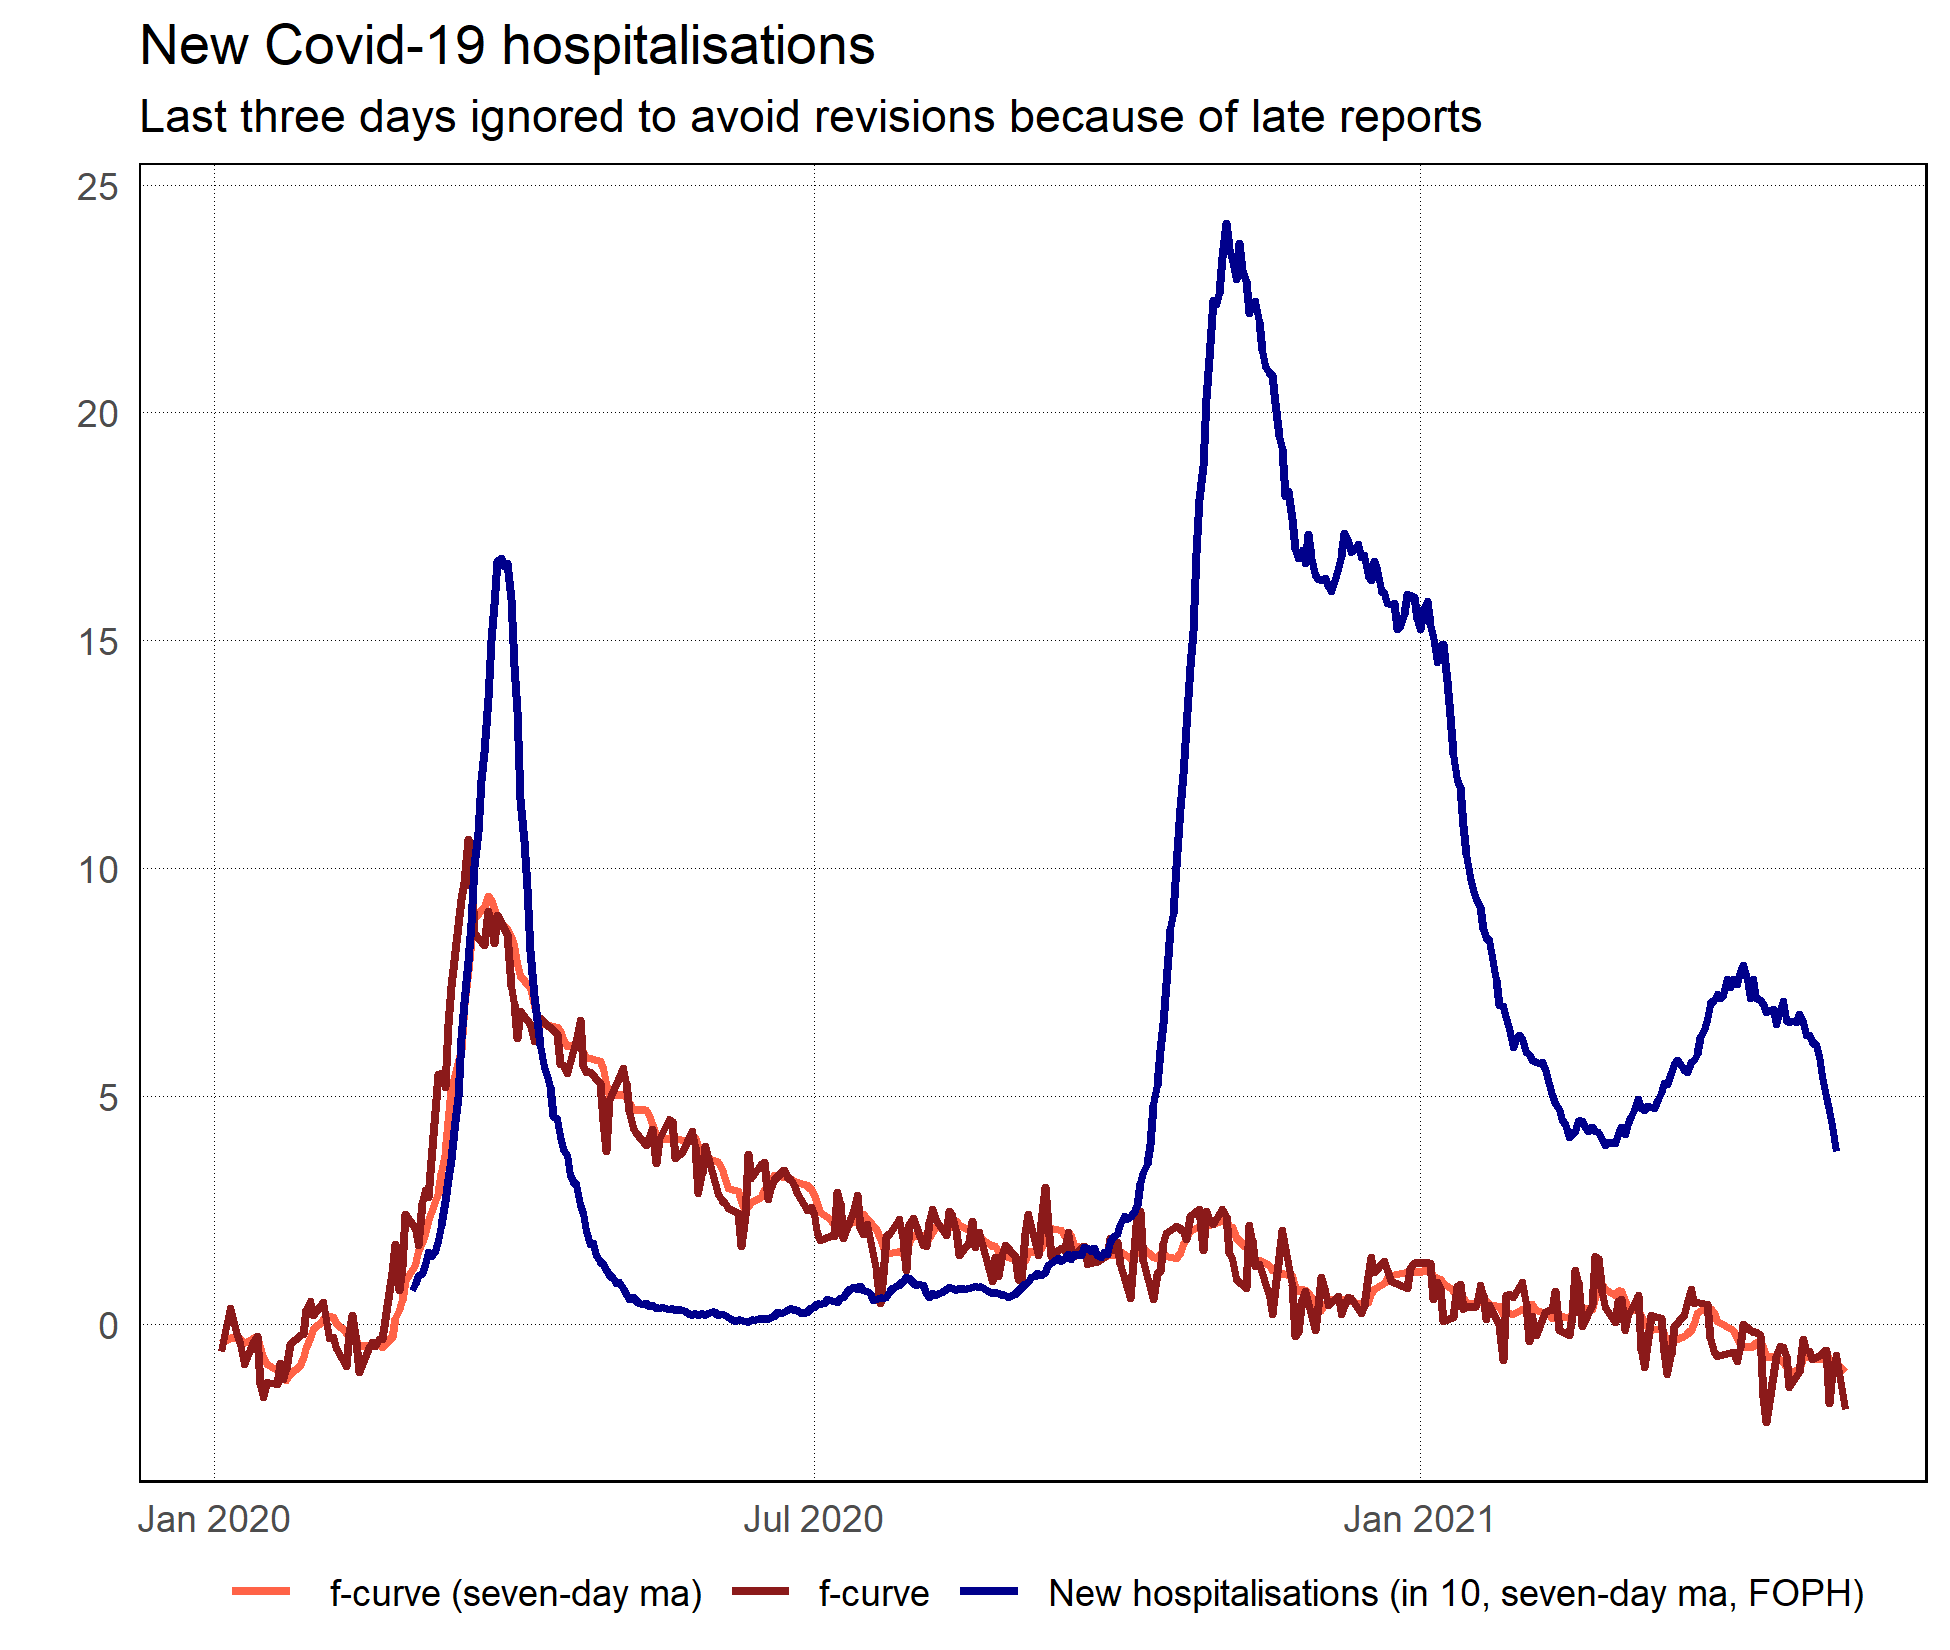 New Covid-19 hospitalisations
Last three days ignored to avoid revisions because of late reports
25
20
15
10
5
0
Jan 2020 Jul 2020 Jan 2021
f-curve (seven-day ma) f-curve New hospitalisations (in 10, seven-day ma, FOPH)